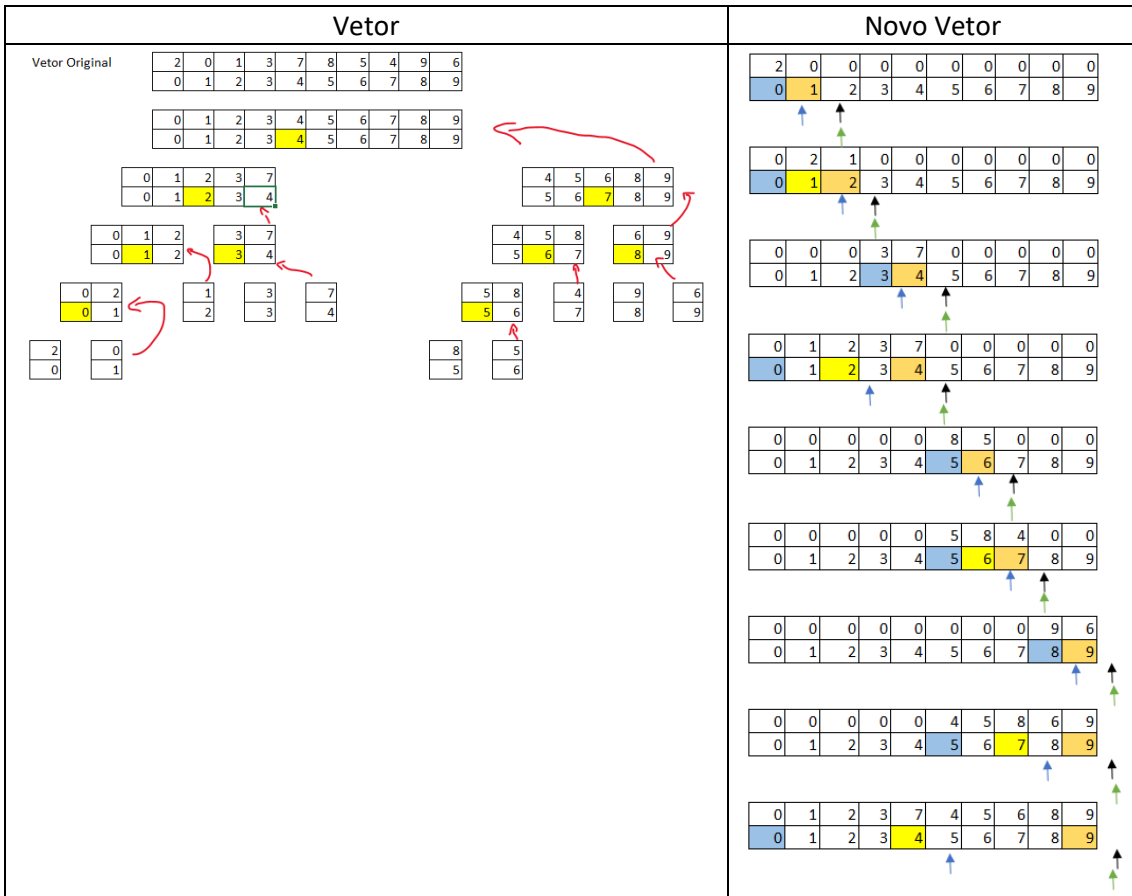 Vetor
Novo Vetor
Vetor Original
2 0 1 3 7 8 5 4 9 6
0 1 2 3 4 5 6 7 8 9
0 1 2 3 4 5 6 7 8 9
0 1 2 3 4 5 6 7 8 9
0 1 2 3 7
0 1 2 3 4
4 5 6 8 9
5 6 7 8 9
0 1 2
0 1 2
3 7
3 4
4 5 8
5 6 7
6 9
8 9
0 2
0 1
1
2
3
3
7
4
5 8
5 6
4
7
9
8
6
9
2
0
0
1
8
5
5
6
2 0 0 0 0 0 0 0 0 0
0 1 2 3 4 5 6 7 8 9
0 2 1 0 0 0 0 0 0 0
0 1 2 3 4 5 6 7 8 9
0 0 0 3 7 0 0 0 0 0
0 1 2 3 4 5 6 7 8 9
0 1 2 3 7 0 0 0 0 0
0 1 2 3 4 5 6 7 8 9
0 0 0 0 0 8 5 0 0 0
0 1 2 3 4 5 6 7 8 9
0 0 0 0 0 5 8 4 0 0
0 1 2 3 4 5 6 7 8 9
0 0 0 0 0 0 0 0 9 6
0 1 2 3 4 5 6 7 8 9
0 0 0 0 0 4 5 8 6 9
0 1 2 3 4 5 6 7 8 9
0 1 2 3 7 4 5 6 8 9
0 1 2 3 4 5 6 7 8 9